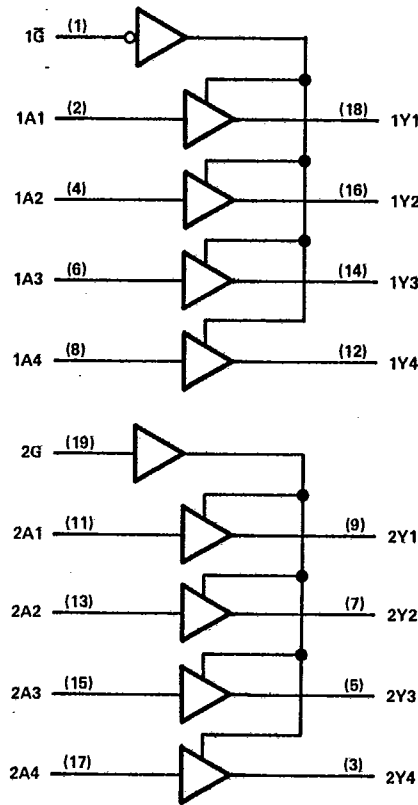 1G̅ (1)
1A1 (2) (18) 1Y1
1A2 (4) (16) 1Y2
1A3 (6) (14) 1Y3
1A4 (8) (12) 1Y4
2G (19)
2A1 (11) (9) 2Y1
2A2 (13) (7) 2Y2
2A3 (15) (5) 2Y3
2A4 (17) (3) 2Y4